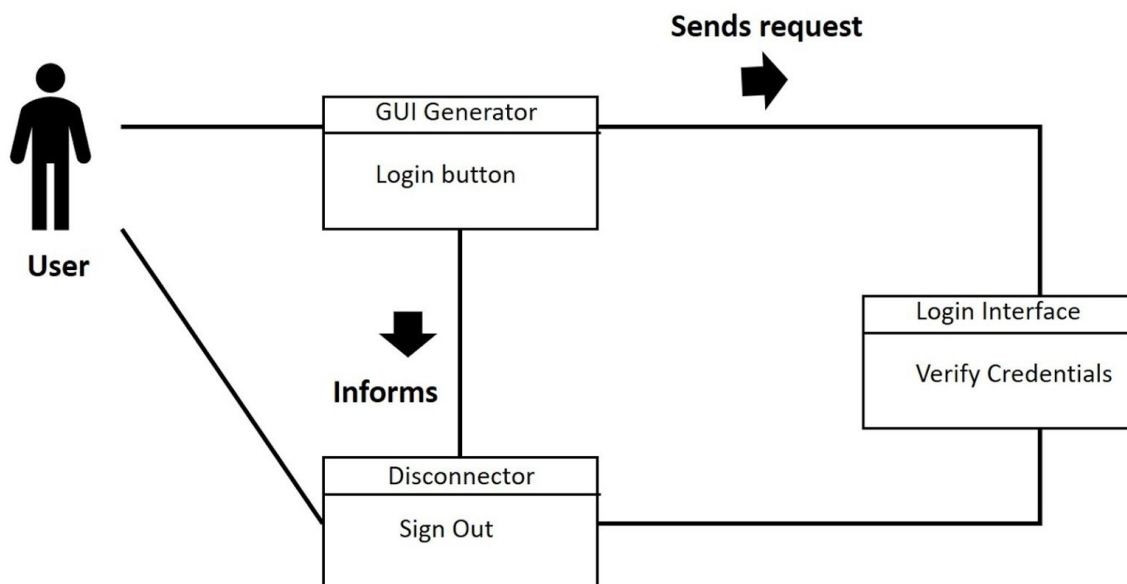 Sends request
GUI Generator
Login button
User
Login Interface
Verify Credentials
Informs
Disconnector
Sign Out